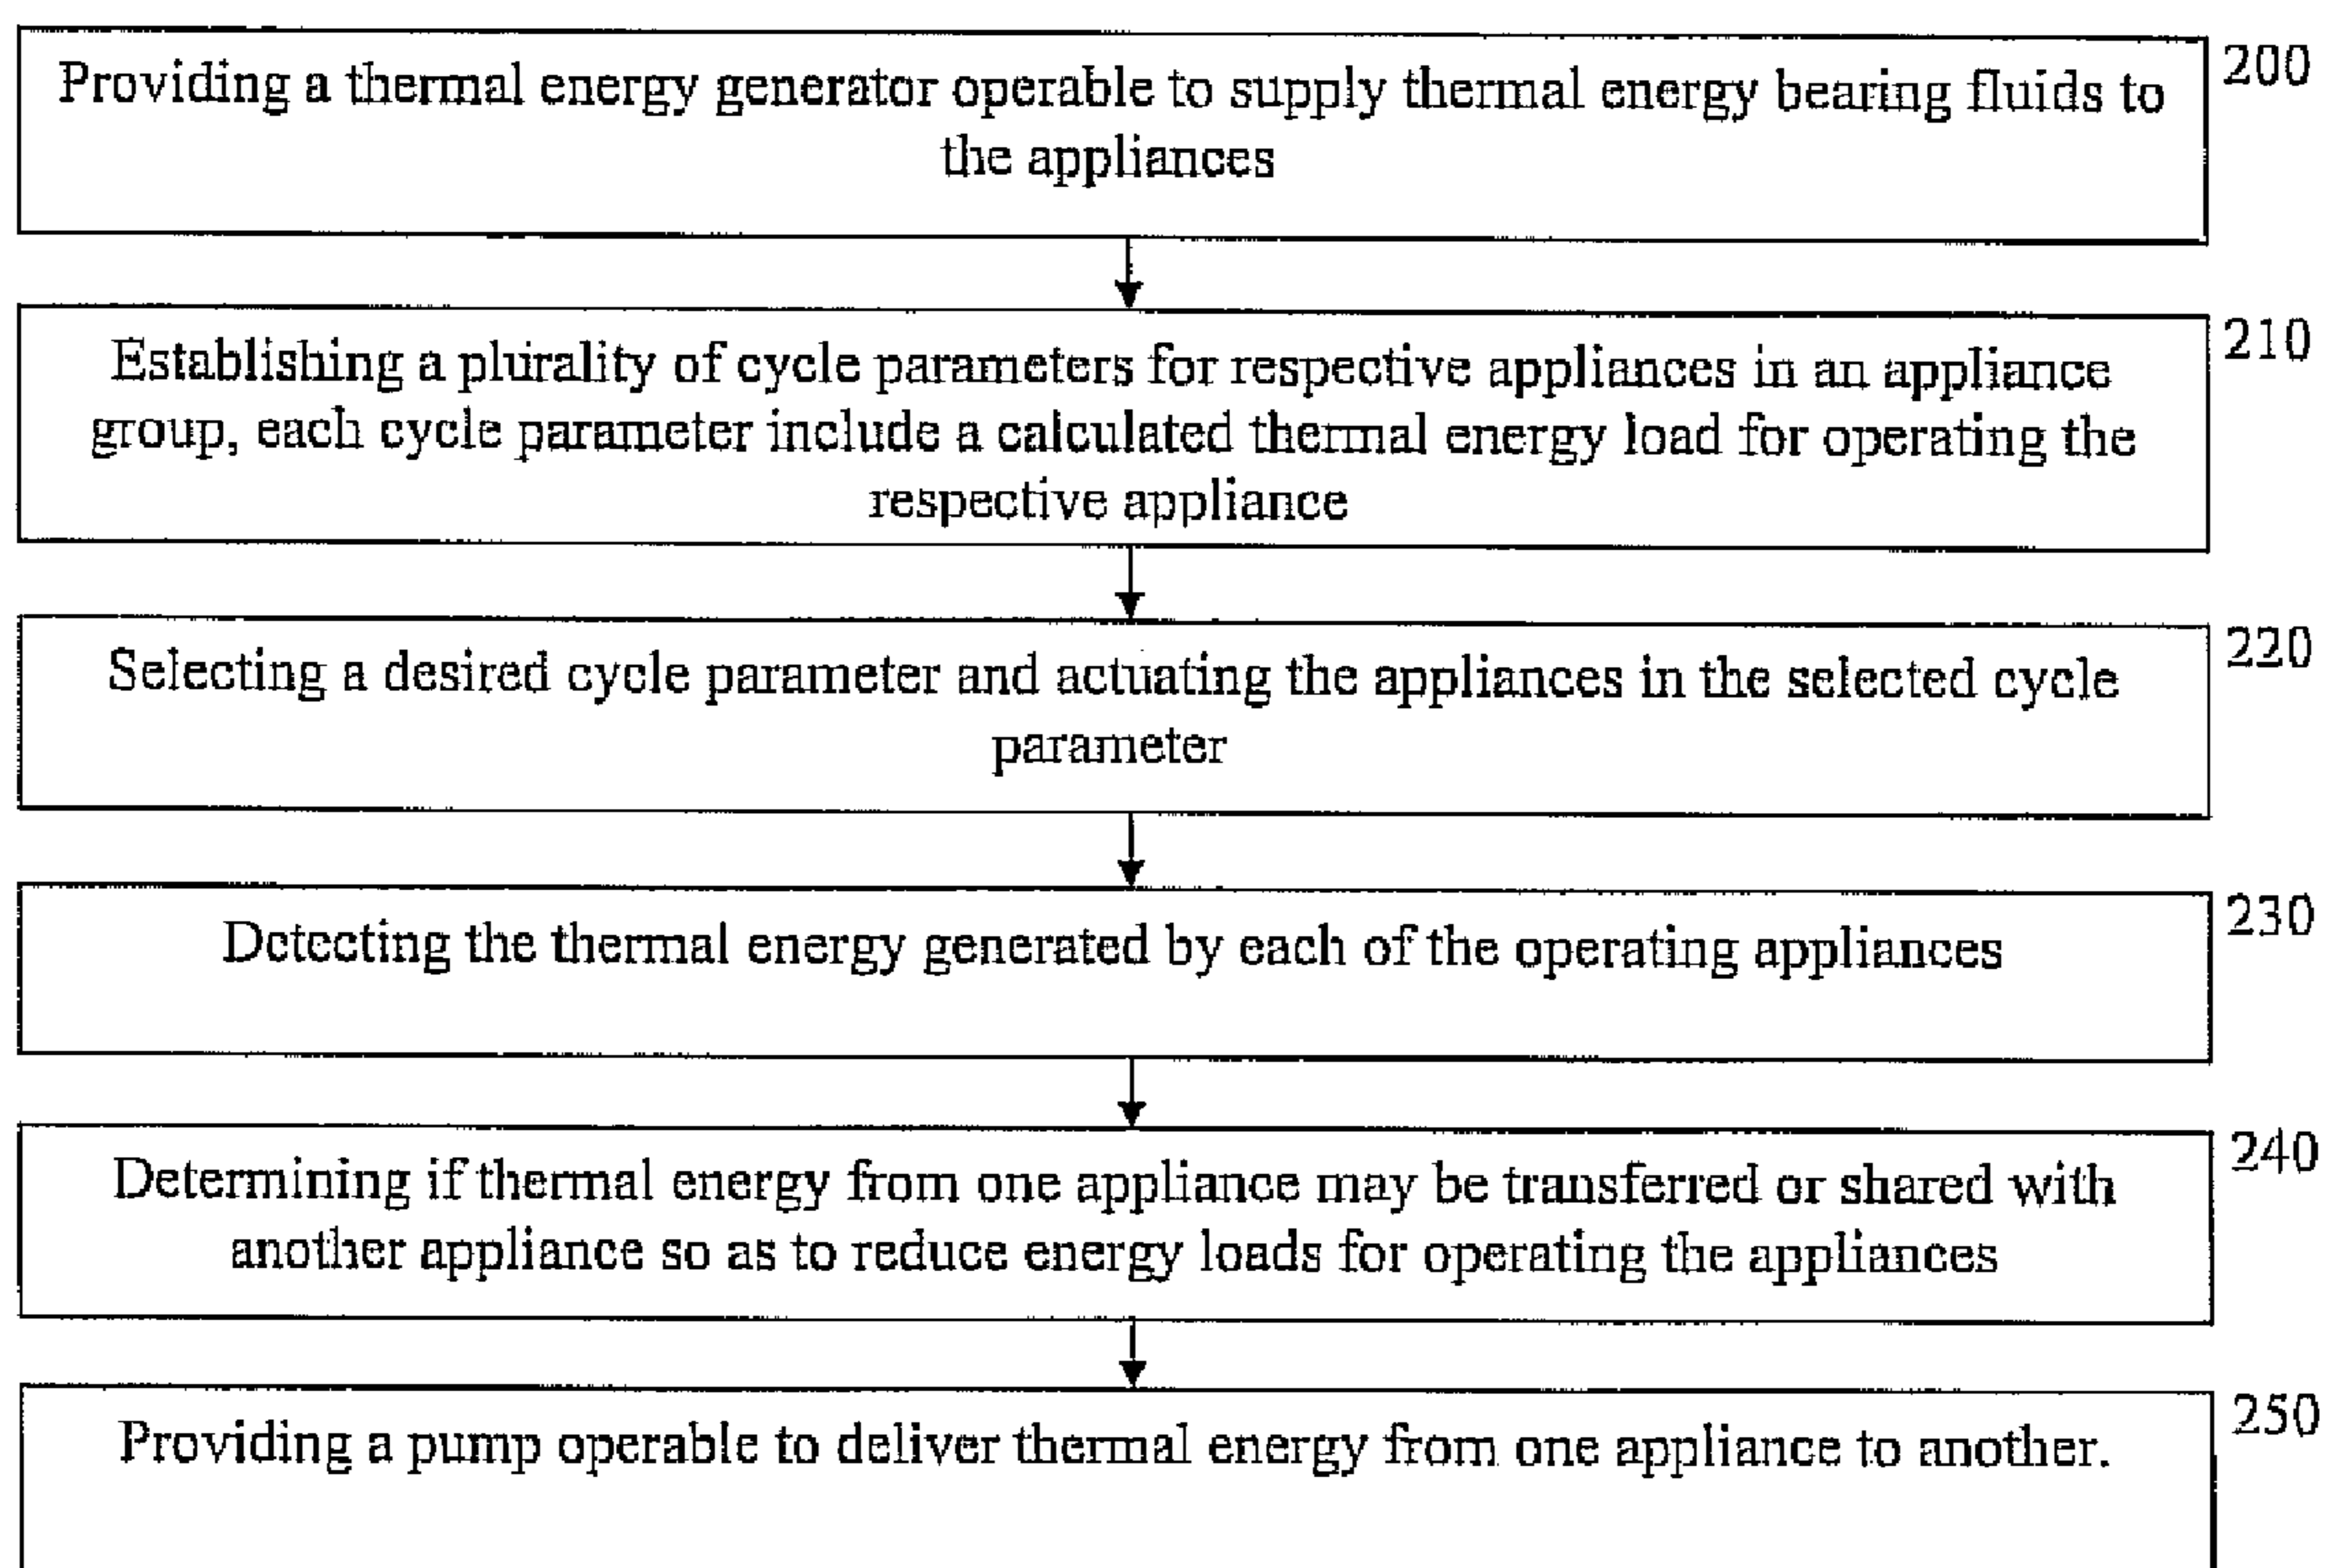 Providing a thermal energy generator operable to supply thermal energy bearing fluids to
the appliances
200
Establishing a plurality of cycle parameters for respective appliances in an appliance
group, each cycle parameter include a calculated thermal energy load for operating the
respective appliance
210
Selecting a desired cycle parameter and actuating the appliances in the selected cycle
parameter
220
Detecting the thermal energy generated by each of the operating appliances
230
Determining if thermal energy from one appliance may be transferred or shared with
another appliance so as to reduce energy loads for operating the appliances
240
Providing a pump operable to deliver thermal energy from one appliance to another.
250